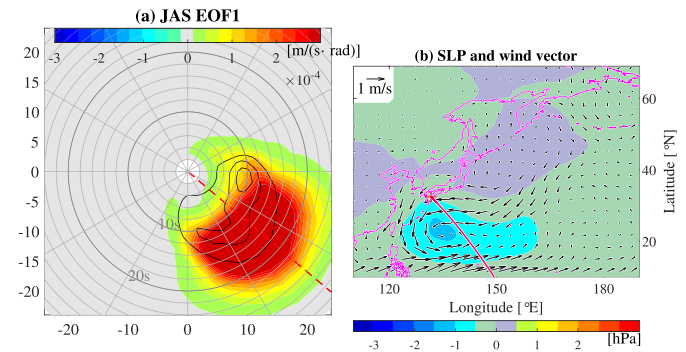 (a) JAS EOF1
-3 -2 -1 0 1 2 3
[m/(s· rad)]
×10⁻⁴
20
15
10
5
0
-5
-10
-15
-20
10s
20s
-20 -10 0 10 20
(b) SLP and wind vector
1 m/s
60
40
20
Latitude [°N]
120 150 180
Longitude [°E]
-3 -2 -1 0 1 2
[hPa]